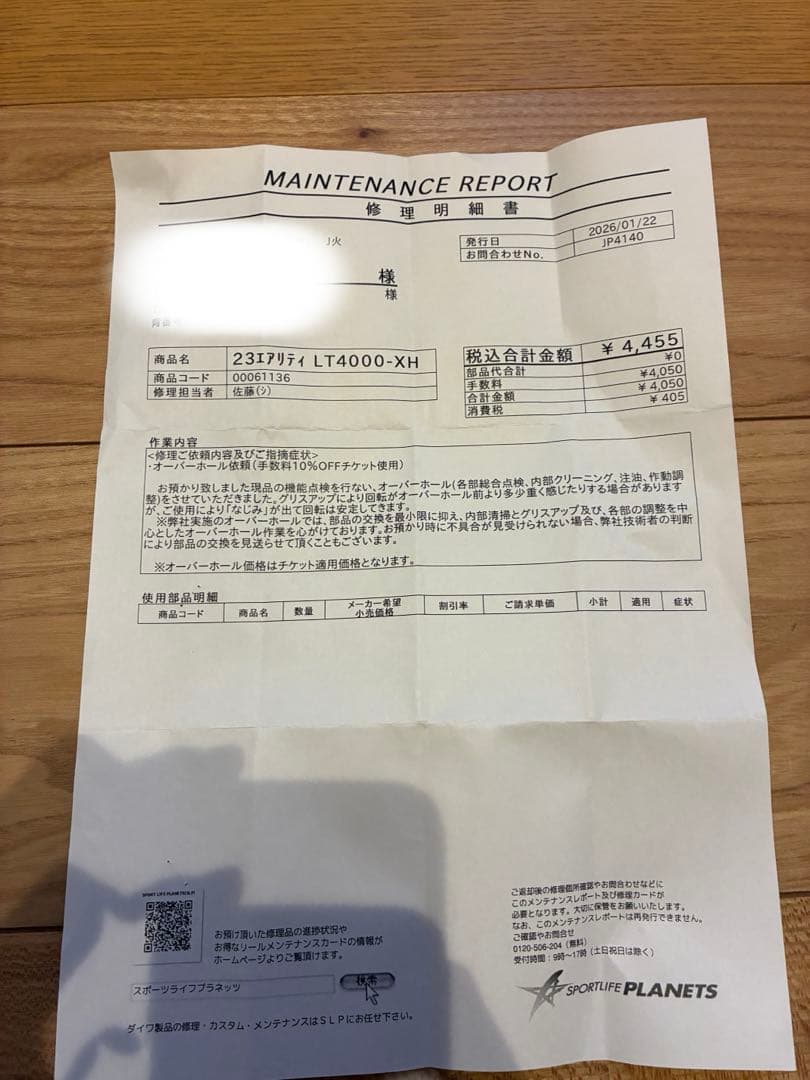 MAINTENANCE REPORT
修理明細書
発行日 2026/01/22
お問合わせNo. JP4140
様
様
商品名 23エアリティ LT4000-XH
商品コード 00061136
修理担当者 佐藤(シ)
税込合計金額 ¥ 4,455
部品代合計 ¥0
手数料 ¥4,050
合計金額 ¥ 4,050
消費税 ¥ 405
作業内容
<修理ご依頼内容及びご指摘症状>
・オーバーホール依頼(手数料10%OFFチケット使用)
お預かり致しました現品の機能点検を行ない、オーバーホール(各部総合点検、内部クリーニング、注油、作動調
整)をさせていただきました。グリスアップにより回転がオーバーホール前より多少重く感じたりする場合があります
が、ご使用により「なじみ」が出て回転は安定してきます。
※弊社実施のオーバーホールでは、部品の交換を最小限に抑え、内部清掃とグリスアップ及び、各部の調整を中
心としたオーバーホール作業を心がけております。お預かり時に不具合が見受けられない場合、弊社技術者の判断
により部品の交換を見送らせて頂くこともございます。
※オーバーホール価格はチケット適用価格となります。
使用部品明細
商品コード 商品名 数量 メーカー希望小売価格 割引率 ご請求単価 小計 適用 症状
お預け頂いた修理品の進捗状況や
お得なリールメンテナンスカードの情報が
ホームページよりご覧頂けます。
スポーツライフプラネッツ 検索
ダイワ製品の修理・カスタム・メンテナンスはSLPにお任せ下さい。
ご返却後の修理個所確認やお問合わせなどに
このメンテナンスレポート及び修理カードが
必要となります。大切に保管をお願いいたします。
なお、このメンテナンスレポートは再発行できません。
ご確認やお問合せ
0120-506-204 (無料)
受付時間:9時~17時(土日祝日は除く)
SPORTLIFE PLANETS